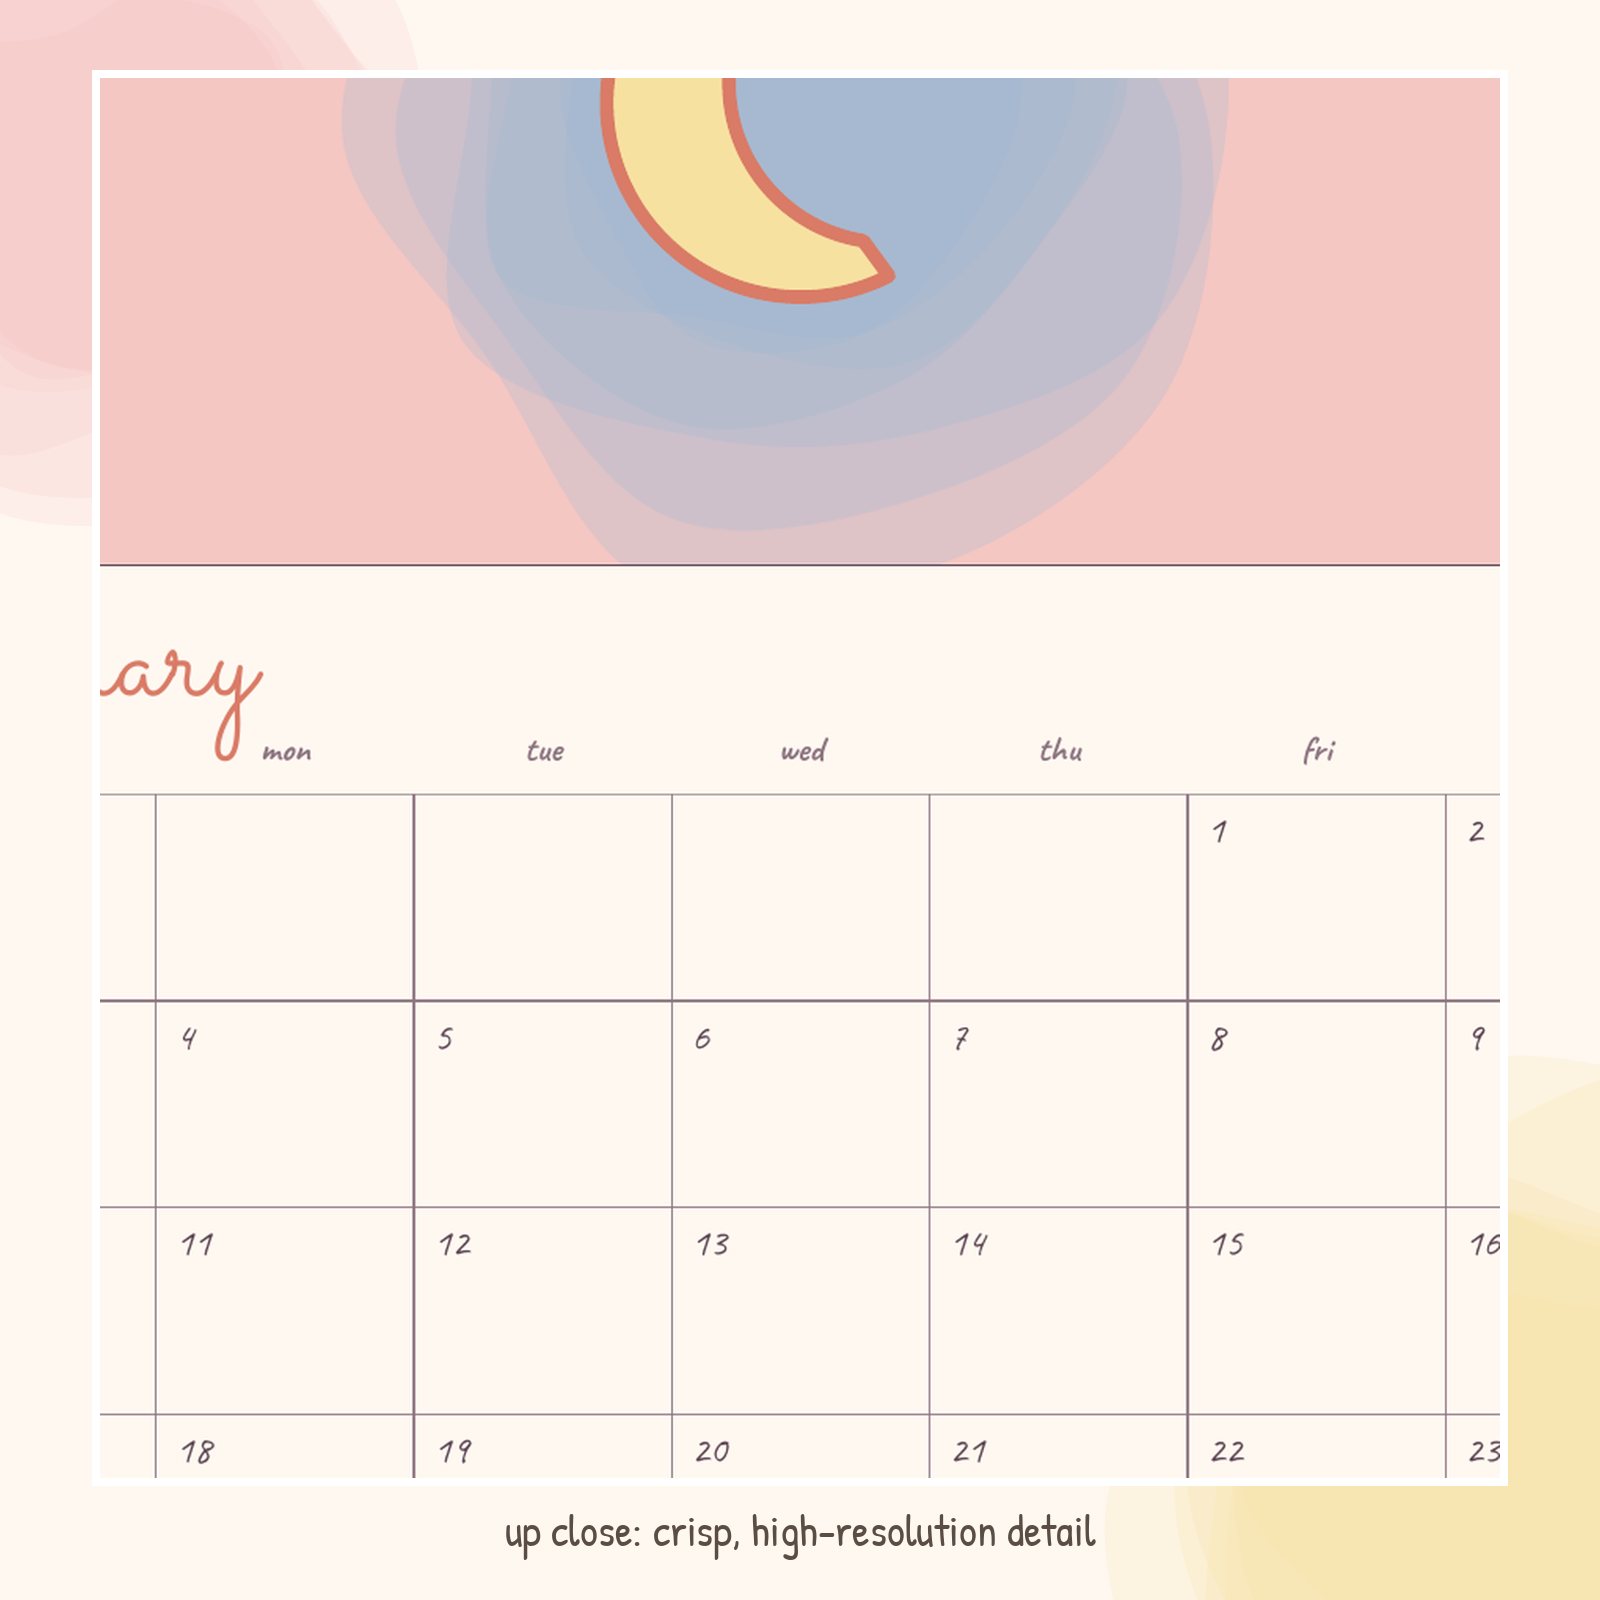 ary
mon tue wed thu fri
1 2
4 5 6 7 8 9
11 12 13 14 15 16
18 19 20 21 22 23
up close: crisp, high-resolution detail